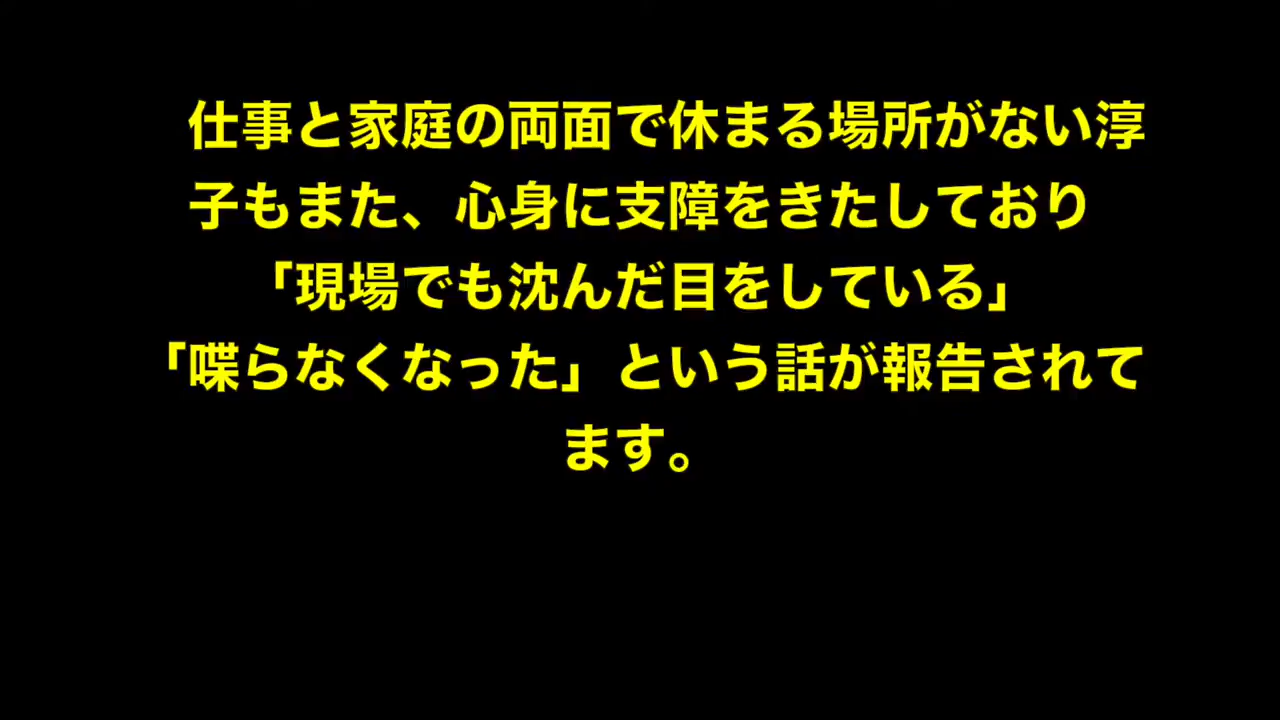 仕事と家庭の両面で休まる場所がない淳
子もまた、心身に支障をきたしており
「現場でも沈んだ目をしている」
「喋らなくなった」という話が報告されて
ます。